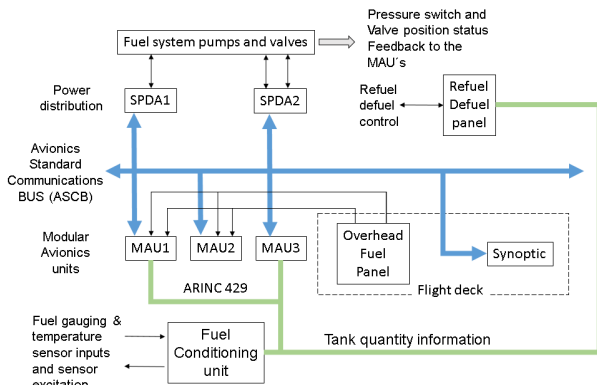 Fuel system pumps and valves
Pressure switch and
Valve position status
Feedback to the
MAU´s
Power
distribution
SPDA1
SPDA2
Refuel
defuel
control
Refuel
Defuel
panel
Avionics
Standard
Communications
BUS (ASCB)
Modular
Avionics
units
MAU1
MAU2
MAU3
Overhead
Fuel
Panel
Synoptic
Flight deck
ARINC 429
Fuel gauging &
temperature
sensor inputs
and sensor
excitation
Fuel
Conditioning
unit
Tank quantity information